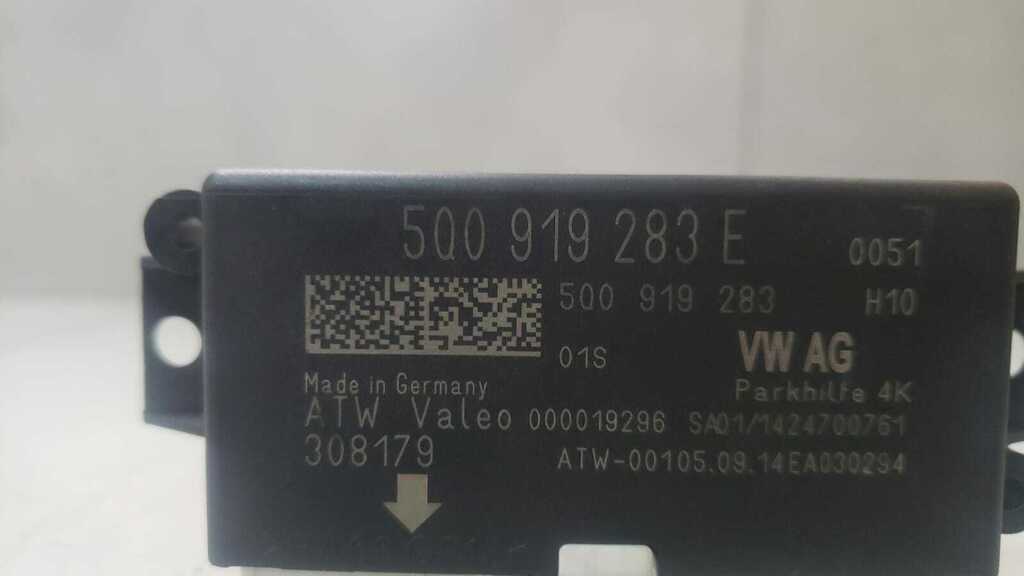 5Q0 919 283 E 0051
5Q0 919 283 H10
01S VW AG
Made in Germany Parkhilfe 4K
ATW Valeo 000019296 SA01/1424700761
308179 ATW-00105.09.14EA030294